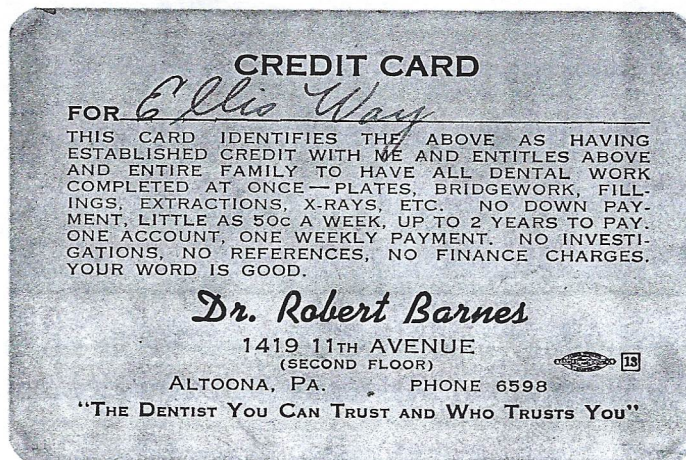 CREDIT CARD
FOR Ellis Way
THIS CARD IDENTIFIES THE ABOVE AS HAVING
ESTABLISHED CREDIT WITH ME AND ENTITLES ABOVE
AND ENTIRE FAMILY TO HAVE ALL DENTAL WORK
COMPLETED AT ONCE—PLATES, BRIDGEWORK, FILL-
INGS, EXTRACTIONS, X-RAYS, ETC. NO DOWN PAY-
MENT, LITTLE AS 50c A WEEK, UP TO 2 YEARS TO PAY.
ONE ACCOUNT, ONE WEEKLY PAYMENT. NO INVESTI-
GATIONS, NO REFERENCES, NO FINANCE CHARGES.
YOUR WORD IS GOOD.
Dr. Robert Barnes
1419 11TH AVENUE
(SECOND FLOOR)
13
ALTOONA, PA. PHONE 6598
"THE DENTIST YOU CAN TRUST AND WHO TRUSTS YOU"